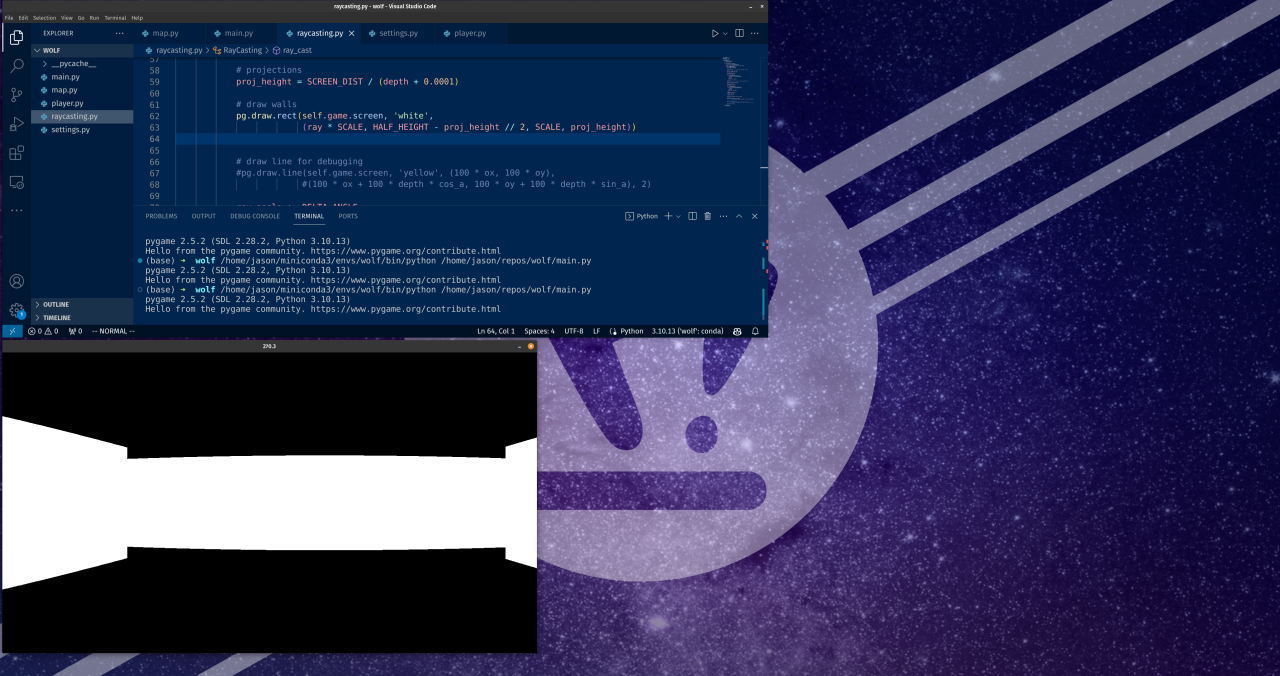 raycasting.py - wolf - Visual Studio Code
File Edit Selection View Go Run Terminal Help
EXPLORER
map.py main.py raycasting.py settings.py player.py
WOLF
raycasting.py > RayCasting > ray_cast
__pycache__
main.py
map.py
player.py
raycasting.py
settings.py
57
58 # projections
59 proj_height = SCREEN_DIST / (depth + 0.0001)
60
61 # draw walls
62 pg.draw.rect(self.game.screen, 'white',
63 (ray * SCALE, HALF_HEIGHT - proj_height // 2, SCALE, proj_height))
64
65
66 # draw line for debugging
67 #pg.draw.line(self.game.screen, 'yellow', (100 * ox, 100 * oy),
68 #(100 * ox + 100 * depth * cos_a, 100 * oy + 100 * depth * sin_a), 2)
69
PROBLEMS OUTPUT DEBUG CONSOLE TERMINAL PORTS
Python
pygame 2.5.2 (SDL 2.28.2, Python 3.10.13)
Hello from the pygame community. https://www.pygame.org/contribute.html
(base) → wolf /home/jason/miniconda3/envs/wolf/bin/python /home/jason/repos/wolf/main.py
pygame 2.5.2 (SDL 2.28.2, Python 3.10.13)
Hello from the pygame community. https://www.pygame.org/contribute.html
(base) → wolf /home/jason/miniconda3/envs/wolf/bin/python /home/jason/repos/wolf/main.py
pygame 2.5.2 (SDL 2.28.2, Python 3.10.13)
Hello from the pygame community. https://www.pygame.org/contribute.html
OUTLINE
TIMELINE
1
0 0 0 -- NORMAL -- Ln 64, Col 1 Spaces: 4 UTF-8 LF Python 3.10.13 ('wolf': conda)
270.3